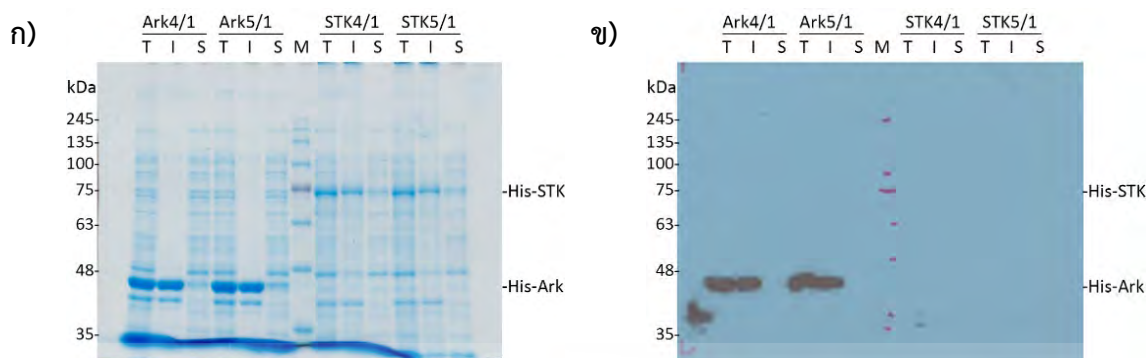 ก)
Ark4/1 Ark5/1 STK4/1 STK5/1
T I S T I S M T I S T I S
kDa
245-
135-
100-
75-
63-
48-
35-
-His-STK
-His-Ark
ข)
Ark4/1 Ark5/1 STK4/1 STK5/1
T I S T I S M T I S T I S
kDa
245-
135-
100-
75-
63-
48-
35-
-His-STK
-His-Ark